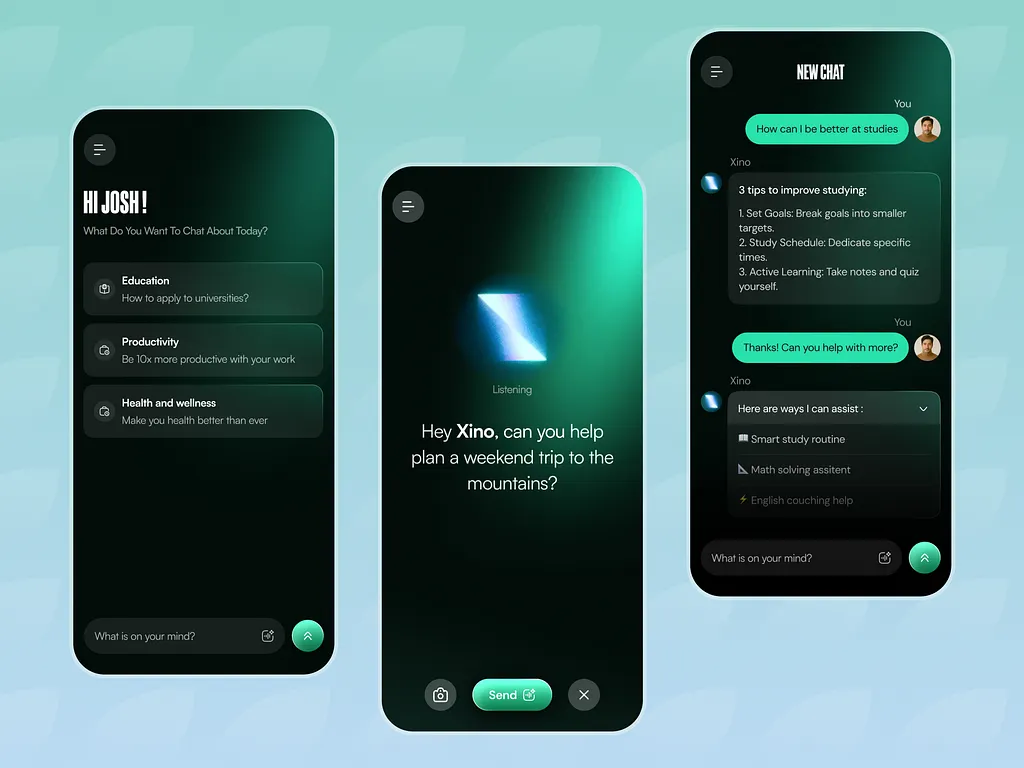 HI JOSH !
What Do You Want To Chat About Today?
Education
How to apply to universities?
Productivity
Be 10x more productive with your work
Health and wellness
Make you health better than ever
What is on your mind?
Listening
Hey Xino, can you help
plan a weekend trip to the
mountains?
Send
NEW CHAT
You
How can I be better at studies
Xino
3 tips to improve studying:
1. Set Goals: Break goals into smaller
targets.
2. Study Schedule: Dedicate specific
times.
3. Active Learning: Take notes and quiz
yourself.
You
Thanks! Can you help with more?
Xino
Here are ways I can assist :
Smart study routine
Math solving assitent
English couching help
What is on your mind?